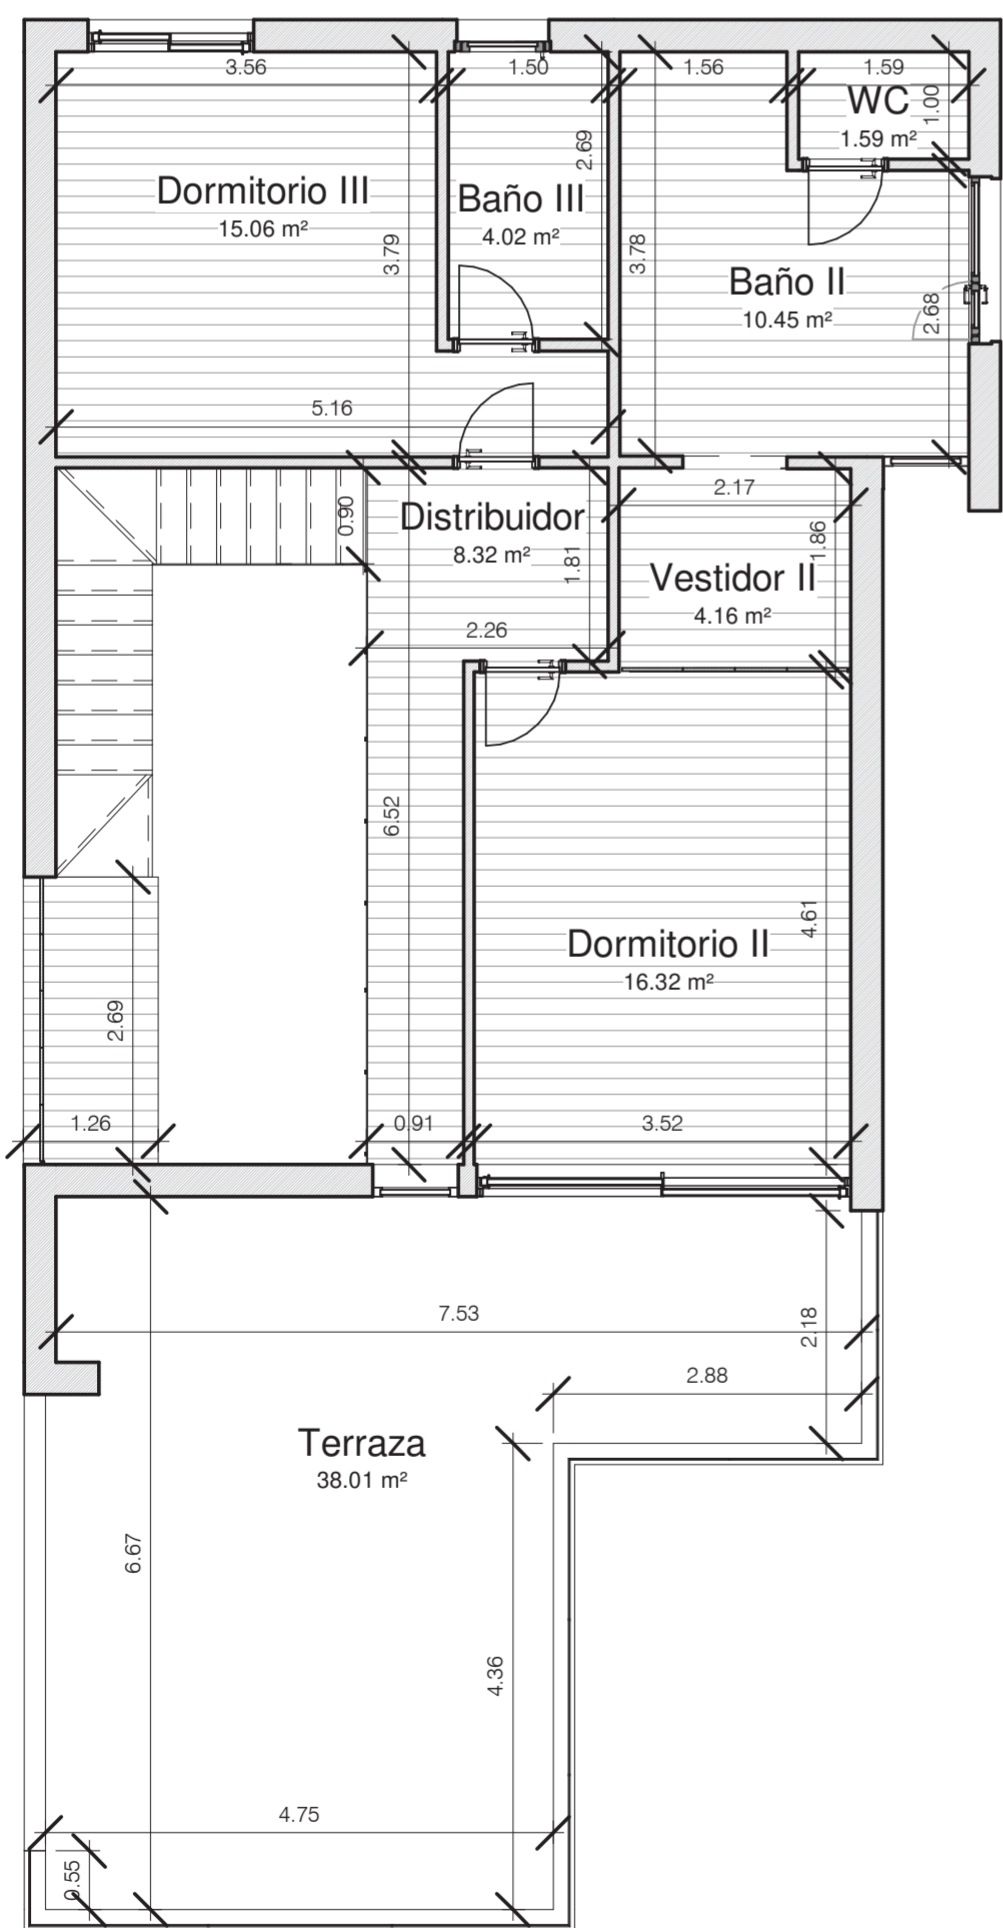 3.56
1.50
1.56
1.59
WC
1.00
1.59 m²
2.69
Dormitorio III
15.06 m²
Baño III
4.02 m²
3.79
3.78
Baño II
10.45 m²
2.68
5.16
2.17
0.90
Distribuidor
8.32 m²
1.81
1.86
Vestidor II
4.16 m²
2.26
6.52
4.61
Dormitorio II
16.32 m²
2.69
1.26
0.91
3.52
7.53
2.18
2.88
Terraza
38.01 m²
6.67
4.36
4.75
0.55